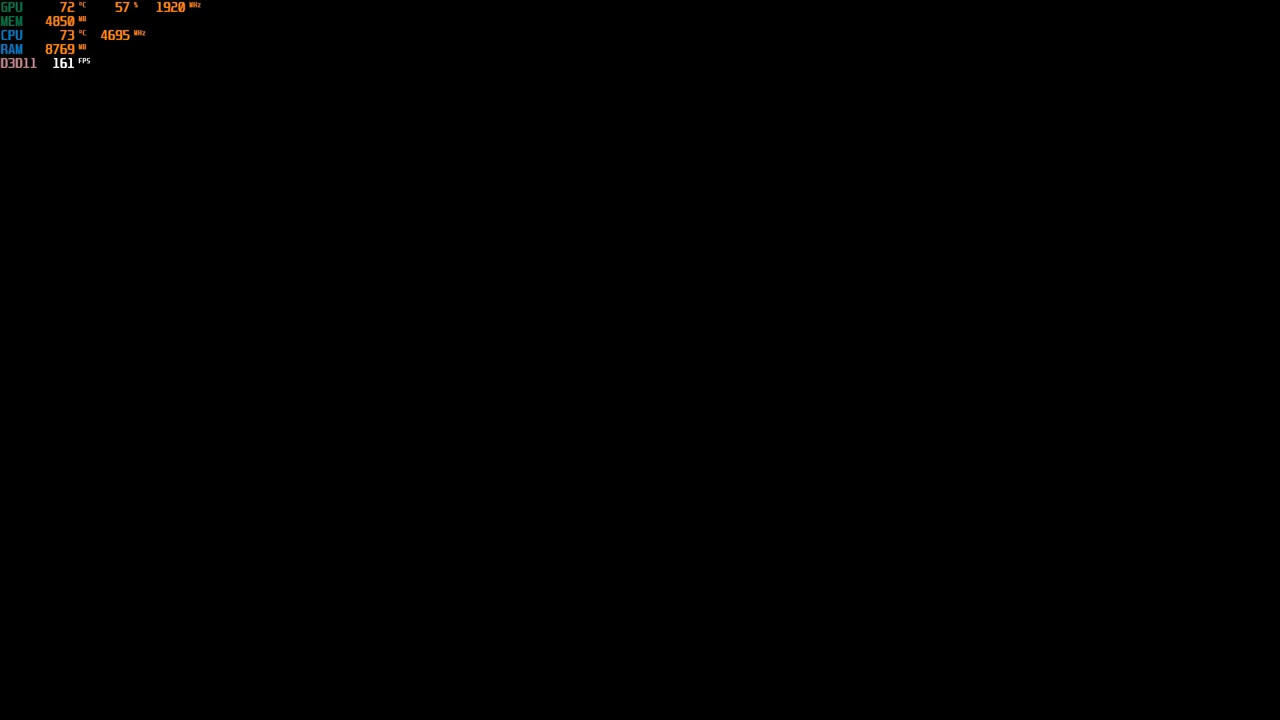 GPU 72 °C 57 % 1920 MHz
MEM 4850 MB
CPU 73 °C 4695 MHz
RAM 8769 MB
D3D11 161 FPS